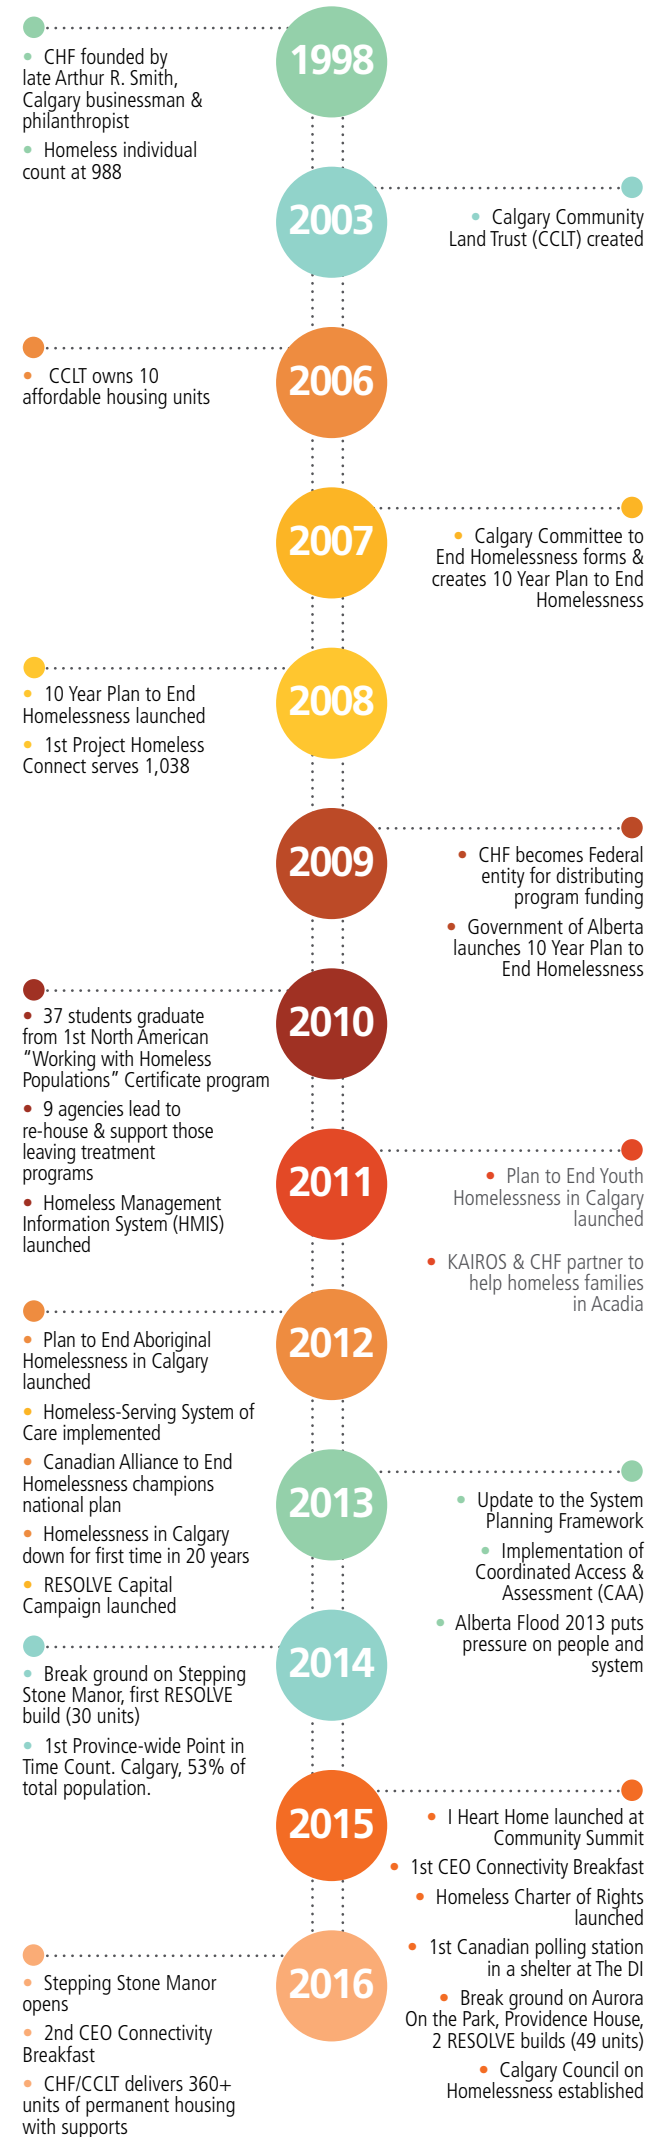 1998
• CHF founded by
late Arthur R. Smith,
Calgary businessman &
philanthropist
• Homeless individual
count at 988
2003
• Calgary Community
Land Trust (CCLT) created
2006
• CCLT owns 10
affordable housing units
2007
• Calgary Committee to
End Homelessness forms &
creates 10 Year Plan to End
Homelessness
2008
• 10 Year Plan to End
Homelessness launched
• 1st Project Homeless
Connect serves 1,038
2009
• CHF becomes Federal
entity for distributing
program funding
• Government of Alberta
launches 10 Year Plan to
End Homelessness
2010
• 37 students graduate
from 1st North American
“Working with Homeless
Populations” Certificate program
• 9 agencies lead to
re-house & support those
leaving treatment
programs
• Homeless Management
Information System (HMIS)
launched
2011
• Plan to End Youth
Homelessness in Calgary
launched
• KAIROS & CHF partner to
help homeless families
in Acadia
2012
• Plan to End Aboriginal
Homelessness in Calgary
launched
• Homeless-Serving System of
Care implemented
• Canadian Alliance to End
Homelessness champions
national plan
• Homelessness in Calgary
down for first time in 20 years
• RESOLVE Capital
Campaign launched
2013
• Update to the System
Planning Framework
• Implementation of
Coordinated Access &
Assessment (CAA)
• Alberta Flood 2013 puts
pressure on people and
system
2014
• Break ground on Stepping
Stone Manor, first RESOLVE
build (30 units)
• 1st Province-wide Point in
Time Count. Calgary, 53% of
total population.
2015
• I Heart Home launched at
Community Summit
• 1st CEO Connectivity Breakfast
• Homeless Charter of Rights
launched
• 1st Canadian polling station
in a shelter at The DI
• Break ground on Aurora
On the Park, Providence House,
2 RESOLVE builds (49 units)
• Calgary Council on
Homelessness established
2016
• Stepping Stone Manor
opens
• 2nd CEO Connectivity
Breakfast
• CHF/CCLT delivers 360+
units of permanent housing
with supports